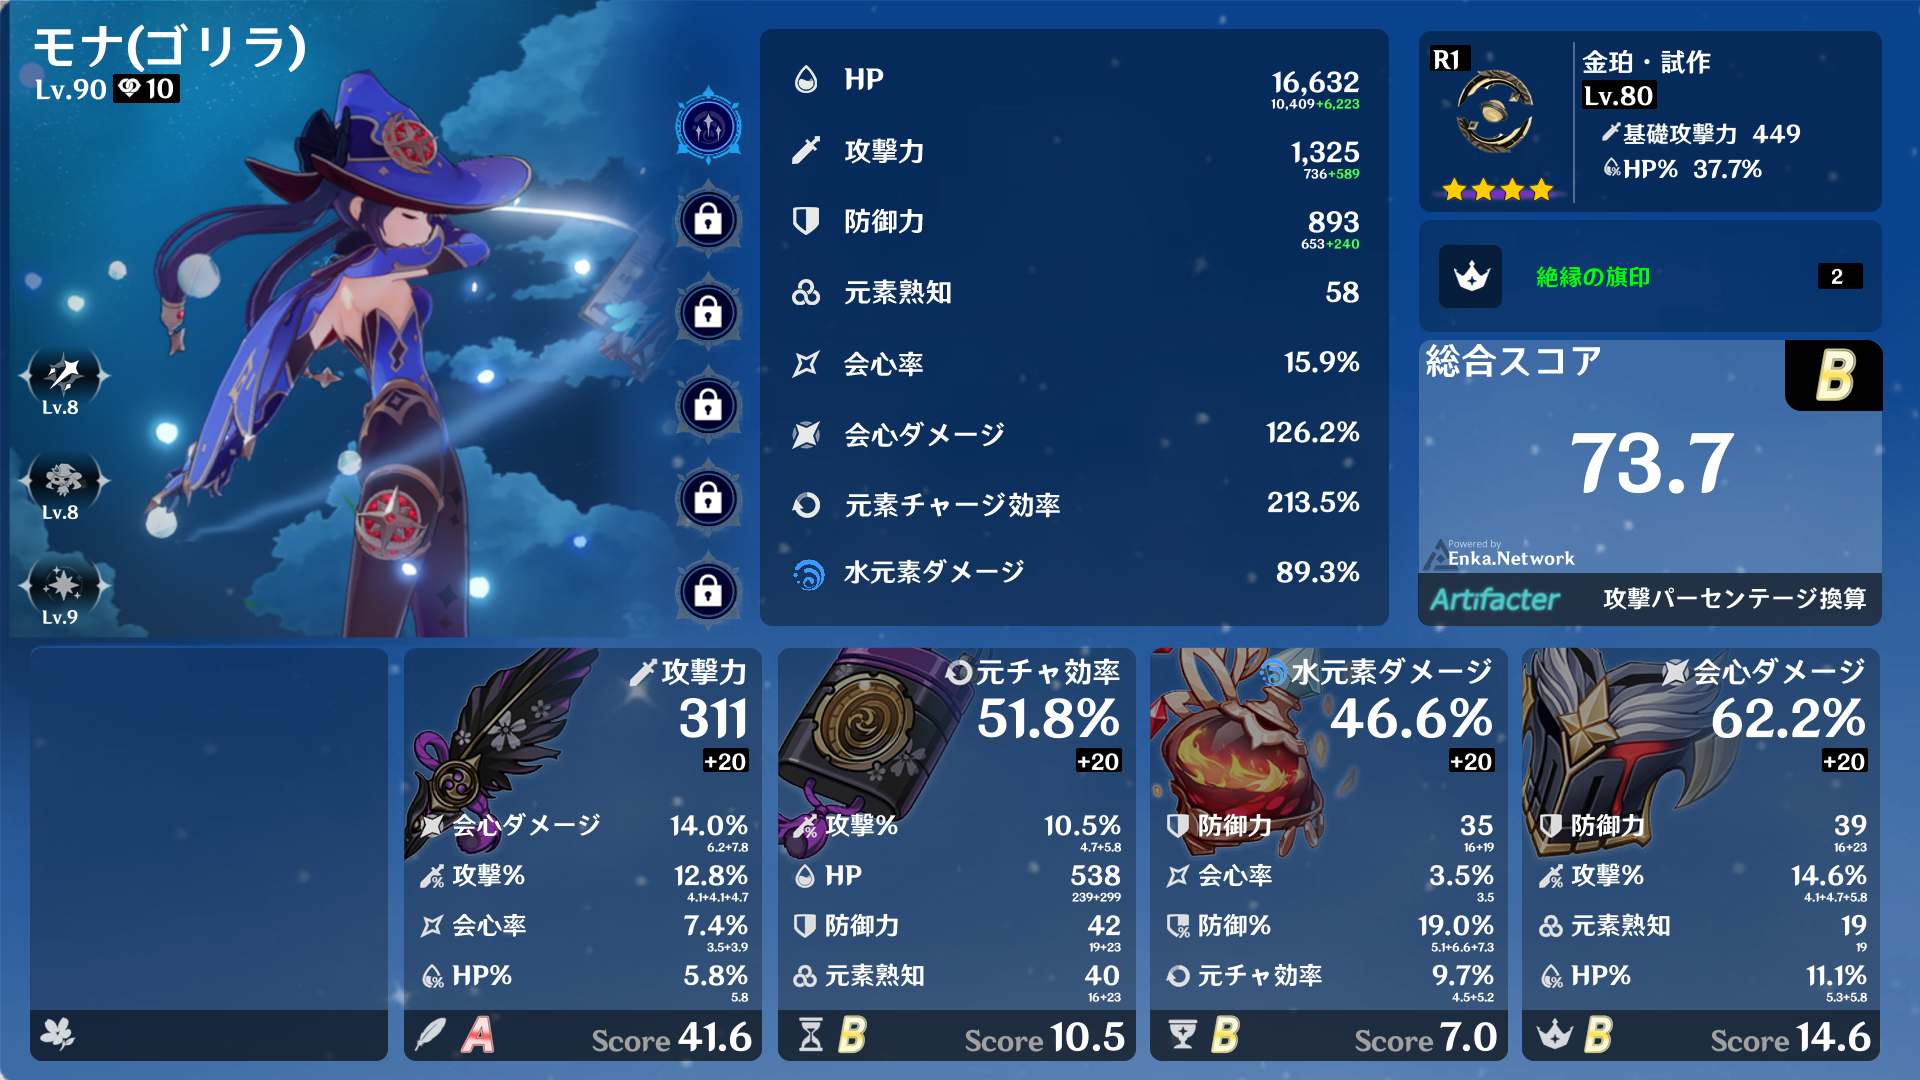 モナ(ゴリラ)
Lv.90 10
Lv.8
Lv.8
Lv.9
HP 16,632
10,409+6,223
攻撃力 1,325
736+589
防御力 893
653+240
元素熟知 58
会心率 15.9%
会心ダメージ 126.2%
元素チャージ効率 213.5%
水元素ダメージ 89.3%
R1
金珀・試作
Lv.80
基礎攻撃力 449
HP% 37.7%
絶縁の旗印 2
総合スコア B
73.7
Powered by
Enka.Network
Artifacter 攻撃パーセンテージ換算
攻撃力
311
+20
会心ダメージ 14.0%
6.2+7.8
攻撃% 12.8%
4.1+4.1+4.7
会心率 7.4%
3.5+3.9
HP% 5.8%
5.8
A Score 41.6
元チャ効率
51.8%
+20
攻撃% 10.5%
4.7+5.8
HP 538
239+299
防御力 42
19+23
元素熟知 40
16+23
B Score 10.5
水元素ダメージ
46.6%
+20
防御力 35
16+19
会心率 3.5%
3.5
防御% 19.0%
5.1+6.6+7.3
元チャ効率 9.7%
4.5+5.2
B Score 7.0
会心ダメージ
62.2%
+20
防御力 39
16+23
攻撃% 14.6%
4.1+4.7+5.8
元素熟知 19
19
HP% 11.1%
5.3+5.8
B Score 14.6